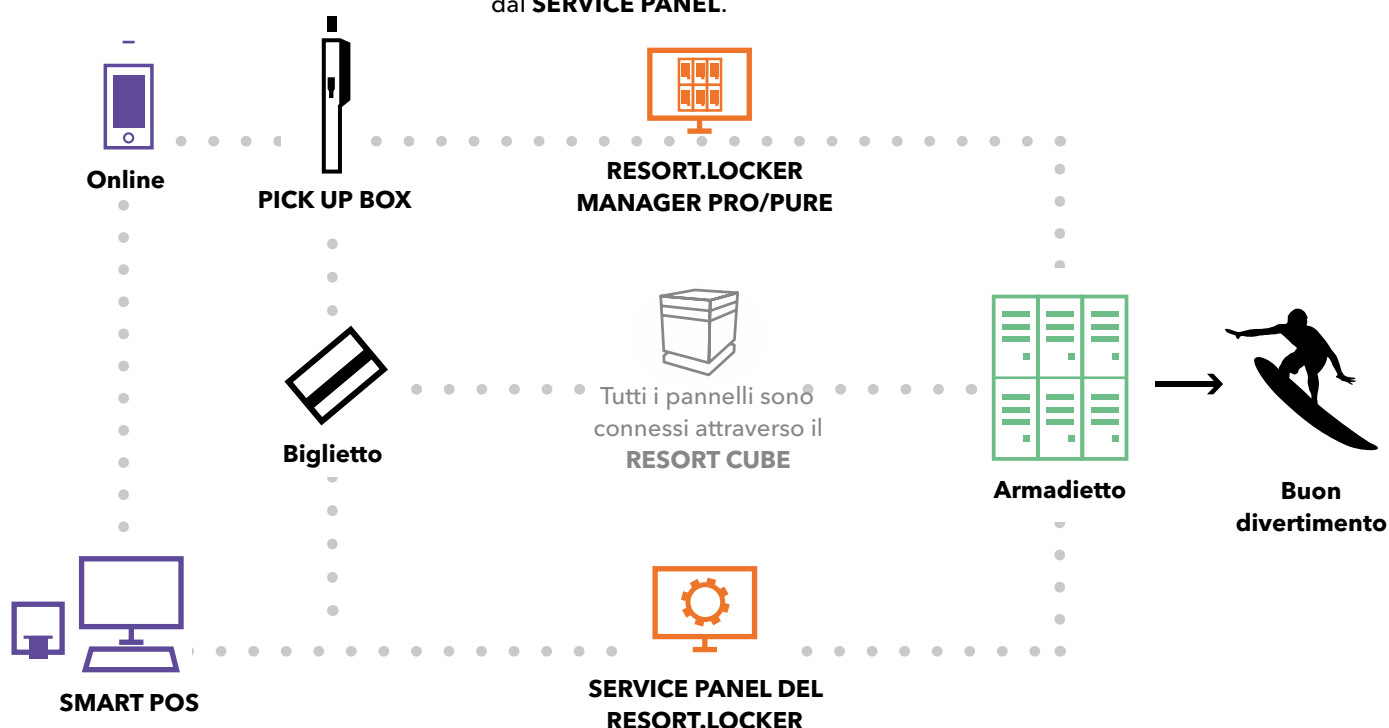 dal SERVICE PANEL.
Online
PICK UP BOX
RESORT.LOCKER
MANAGER PRO/PURE
Biglietto
Tutti i pannelli sono
connessi attraverso il
RESORT CUBE
Armadietto
Buon
divertimento
SMART POS
SERVICE PANEL DEL
RESORT.LOCKER